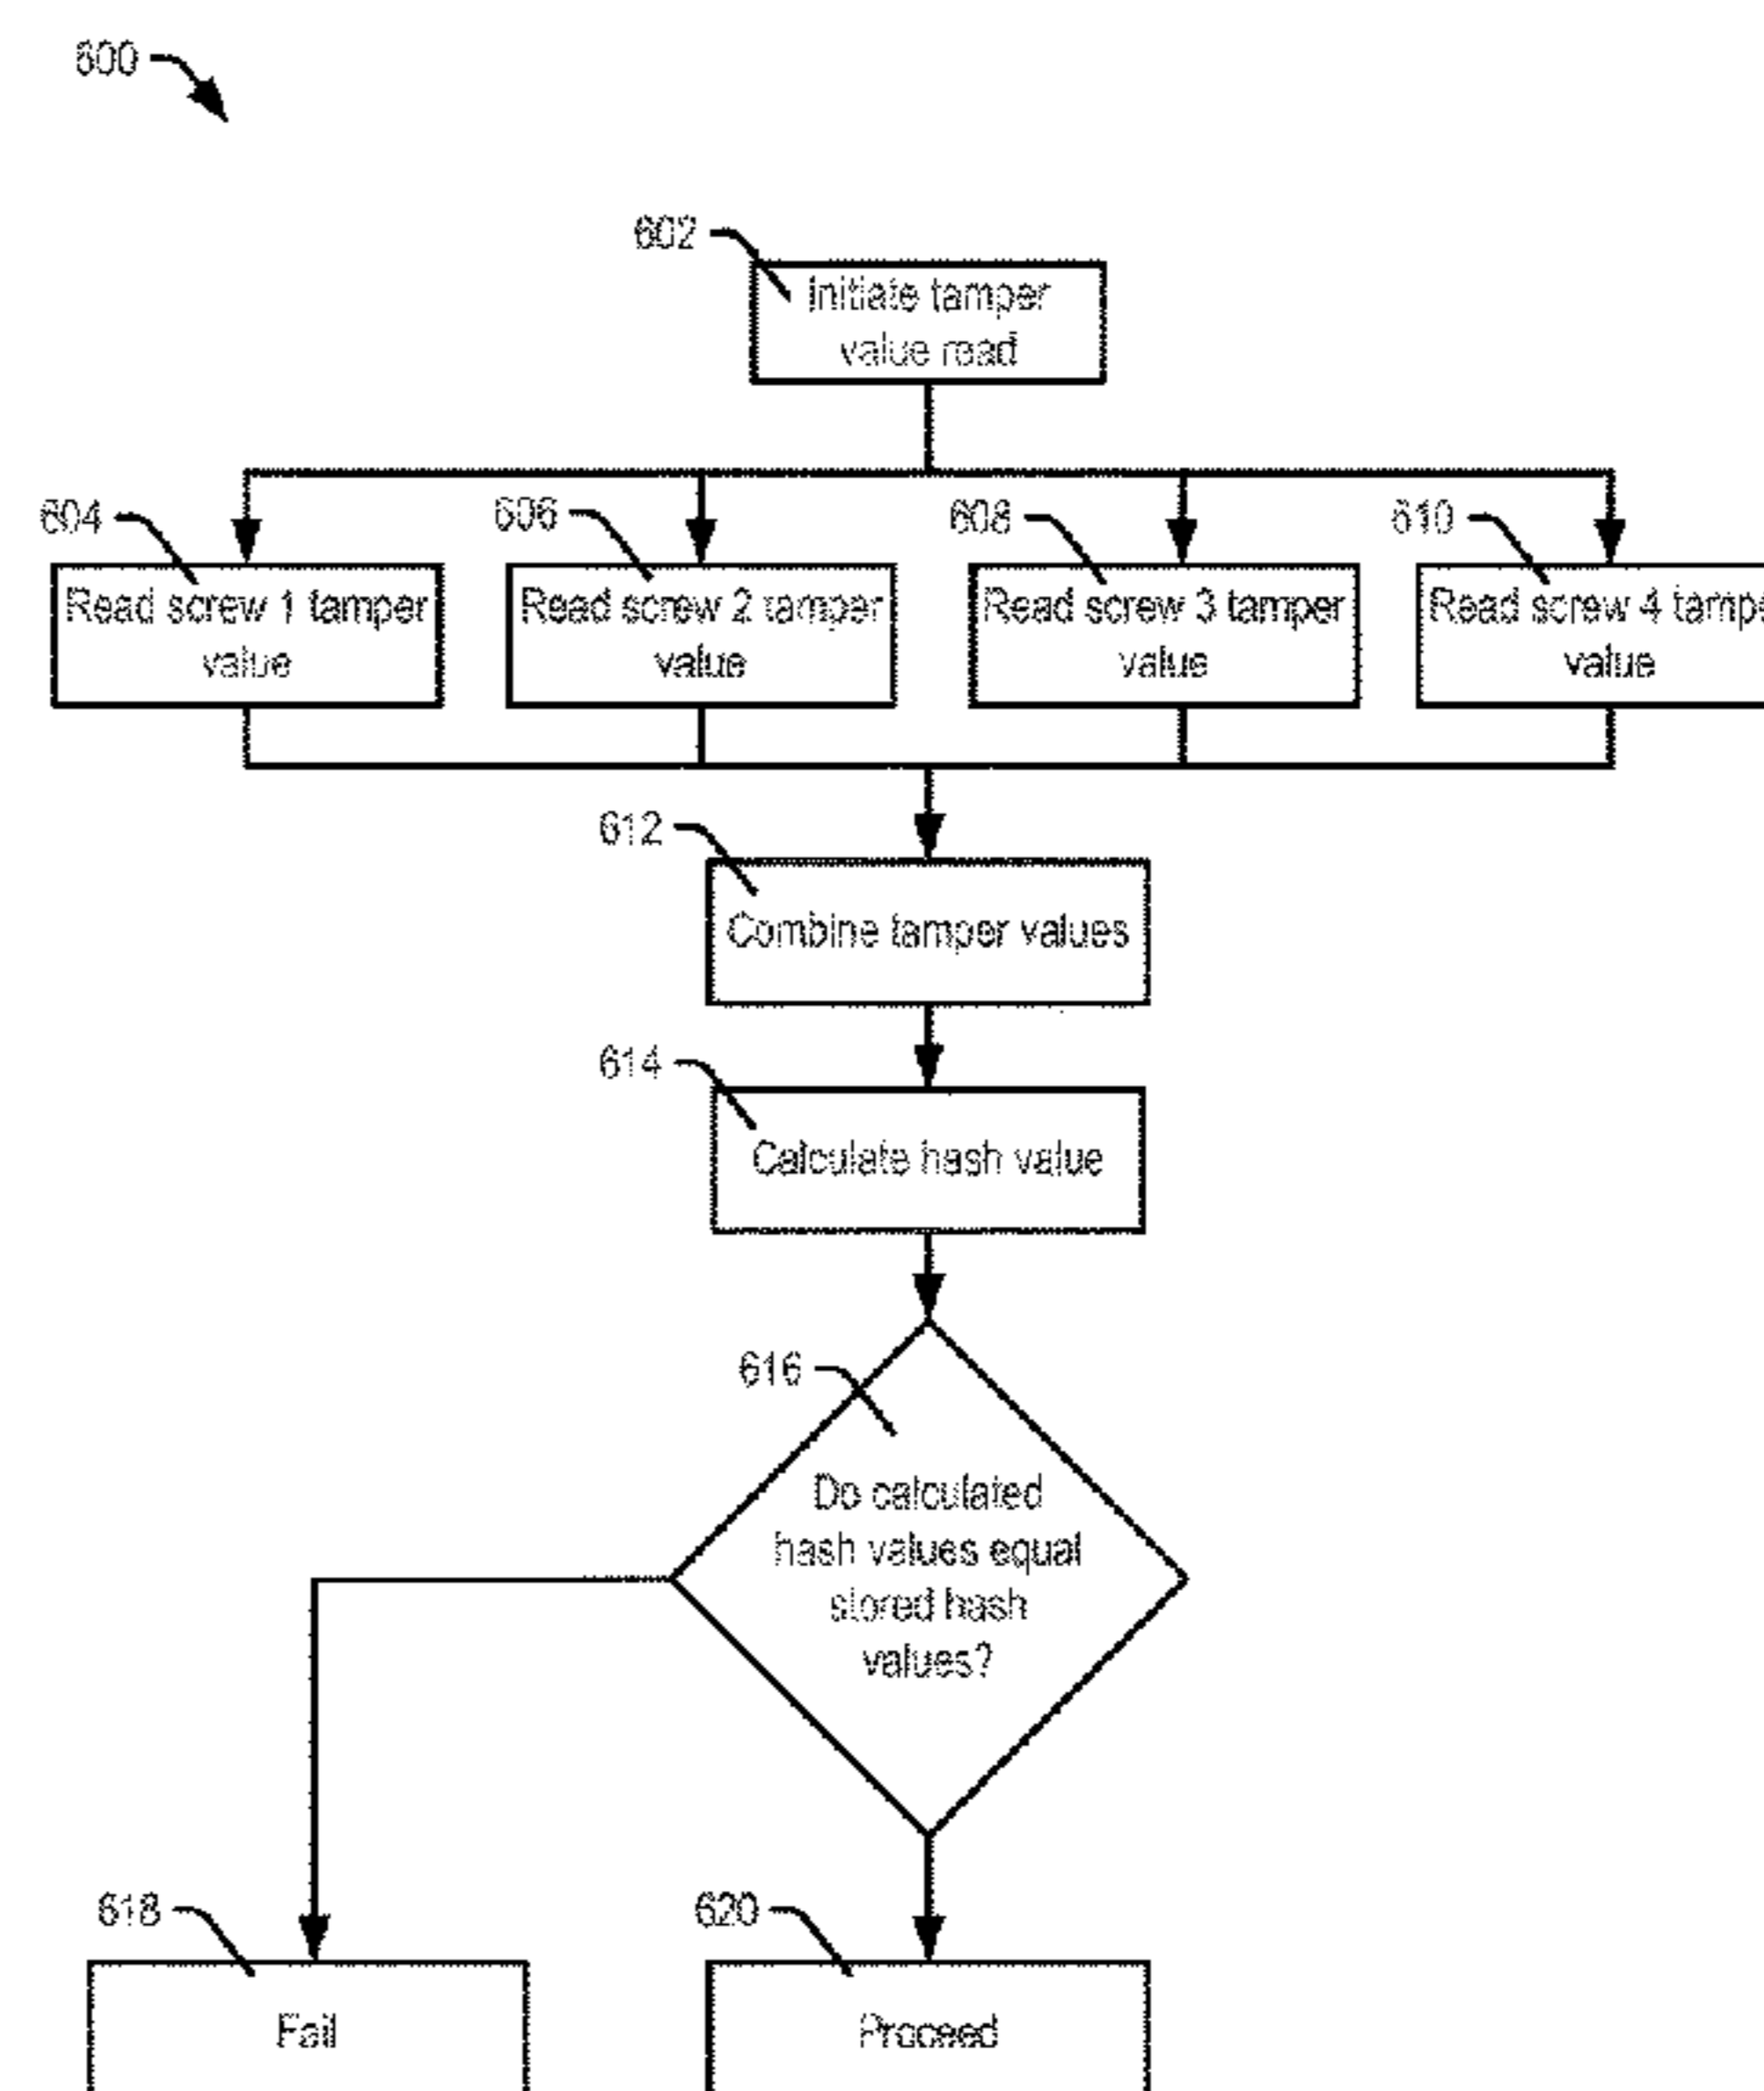 600
602
Initiate tamper
value read
604
606
608
610
Read screw 1 tamper
value
Read screw 2 tamper
value
Read screw 3 tamper
value
Read screw 4 tampe
value
612
Combine tamper values
614
Calculate hash value
616
Do calculated
hash values equal
stored hash
values?
618
620
Fail
Proceed